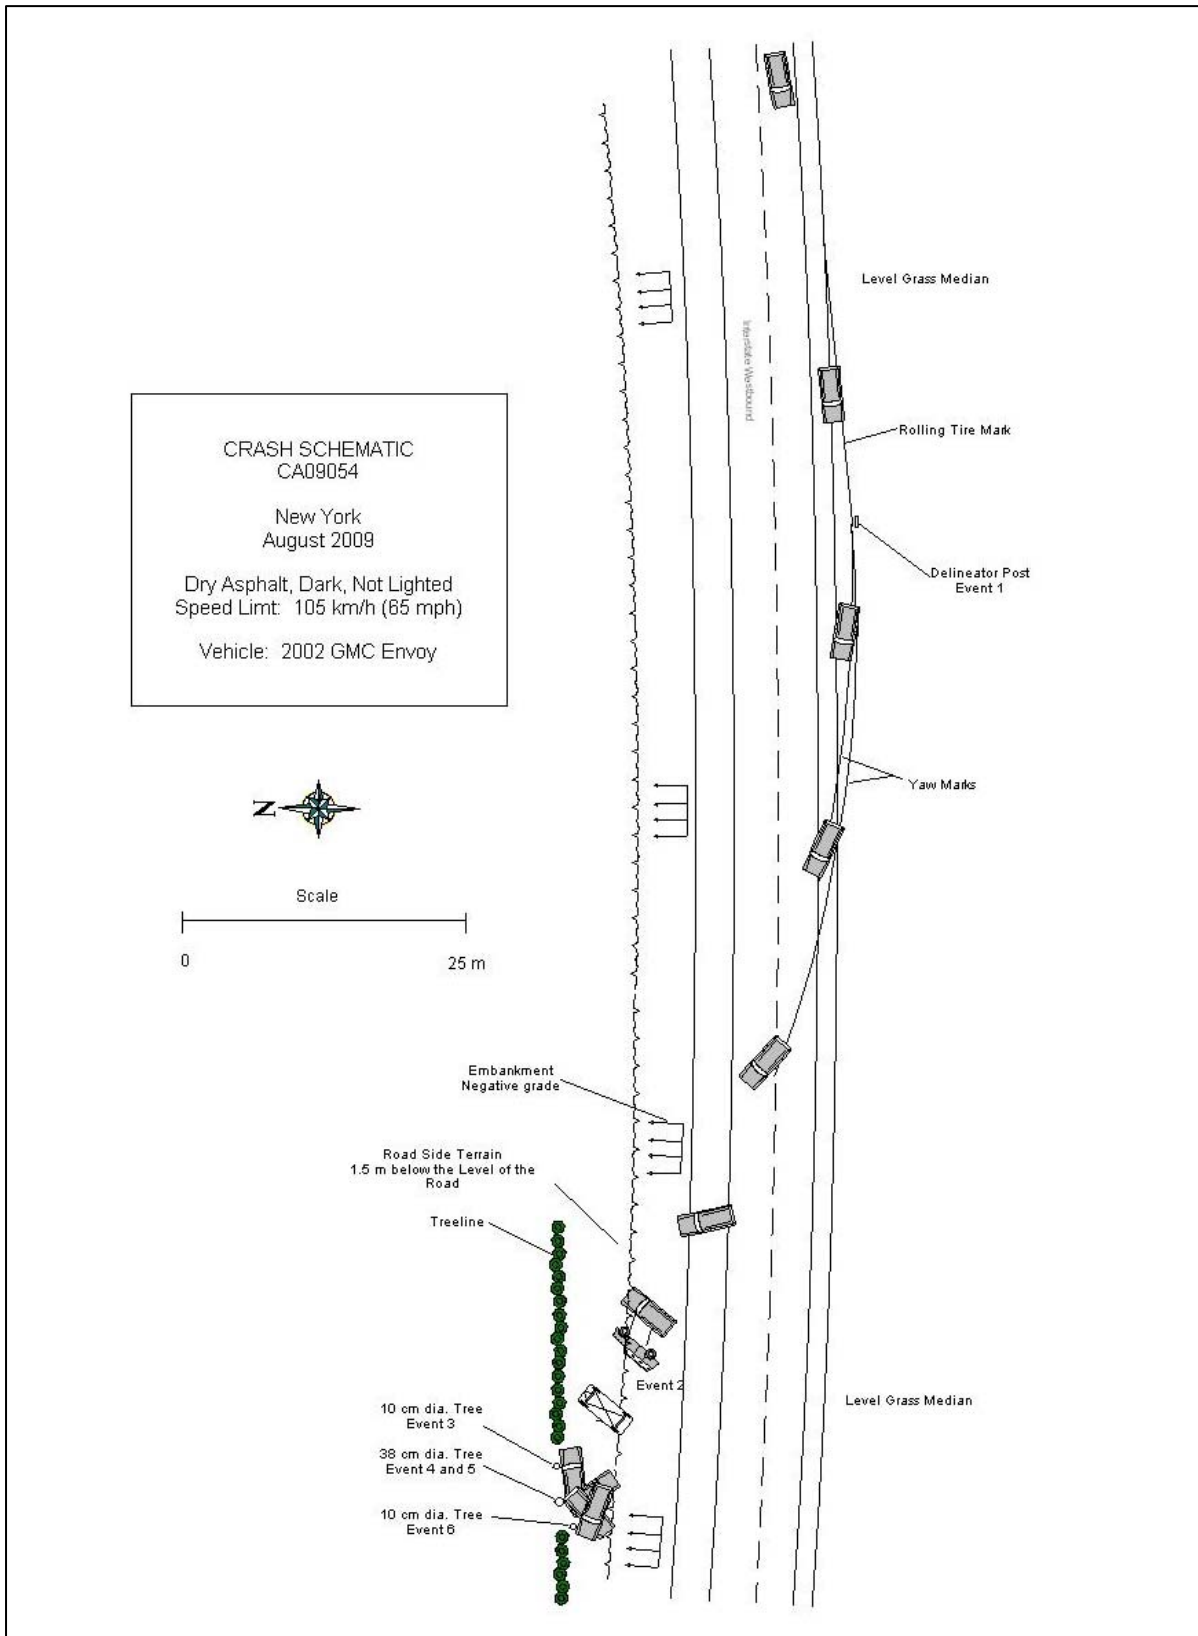 CRASH SCHEMATIC
CA09054
New York
August 2009
Dry Asphalt, Dark, Not Lighted
Speed Limt: 105 km/h (65 mph)
Vehicle: 2002 GMC Envoy
N
Scale
0 25 m
Level Grass Median
Interstate Westbound
Rolling Tire Mark
Delineator Post
Event 1
Yaw Marks
Embankment
Negative grade
Road Side Terrain
1.5 m below the Level of the
Road
Treeline
Event 2
Level Grass Median
10 cm dia. Tree
Event 3
38 cm dia. Tree
Event 4 and 5
10 cm dia. Tree
Event 6